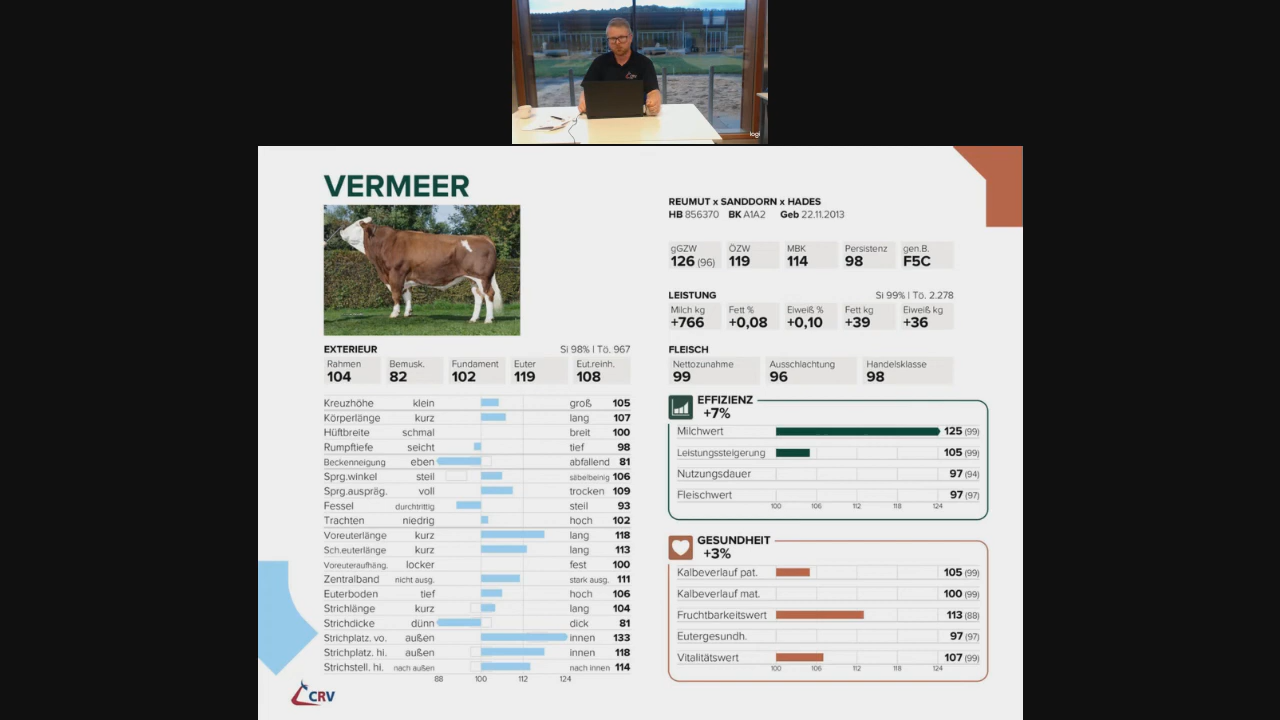 logi
VERMEER
REUMUT x SANDDORN x HADES
HB 856370 BK A1A2 Geb 22.11.2013
gGZW ÖZW MBK Persistenz gen.B.
126 (96) 119 114 98 F5C
LEISTUNG Si 99% I Tö. 2.278
Milch kg Fett % Eiweiß % Fett kg Eiweiß kg
+766 +0,08 +0,10 +39 +36
EXTERIEUR Si 98% I Tö. 967
Rahmen Bemusk. Fundament Euter Eut.reinh.
104 82 102 119 108
FLEISCH
Nettozunahme Ausschlachtung Handelsklasse
99 96 98
Kreuzhöhe klein groß 105
Körperlänge kurz lang 107
Hüftbreite schmal breit 100
Rumpftiefe seicht tief 98
Beckenneigung eben abfallend 81
Sprg.winkel steil säbelbeinig 106
Sprg.auspräg. voll trocken 109
Fessel durchtrittig steil 93
Trachten niedrig hoch 102
Voreuterlänge kurz lang 118
Sch.euterlänge kurz lang 113
Voreuteraufhäng. locker fest 100
Zentralband nicht ausg. stark ausg. 111
Euterboden tief hoch 106
Strichlänge kurz lang 104
Strichdicke dünn dick 81
Strichplatz. vo. außen innen 133
Strichplatz. hi. außen innen 118
Strichstell. hi. nach außen nach innen 114
88 100 112 124
EFFIZIENZ
+7%
Milchwert 125 (99)
Leistungssteigerung 105 (99)
Nutzungsdauer 97 (94)
Fleischwert 97 (97)
100 106 112 118 124
GESUNDHEIT
+3%
Kalbeverlauf pat. 105 (99)
Kalbeverlauf mat. 100 (99)
Fruchtbarkeitswert 113 (88)
Eutergesundh. 97 (97)
Vitalitätswert 107 (99)
100 106 112 118 124
CRV